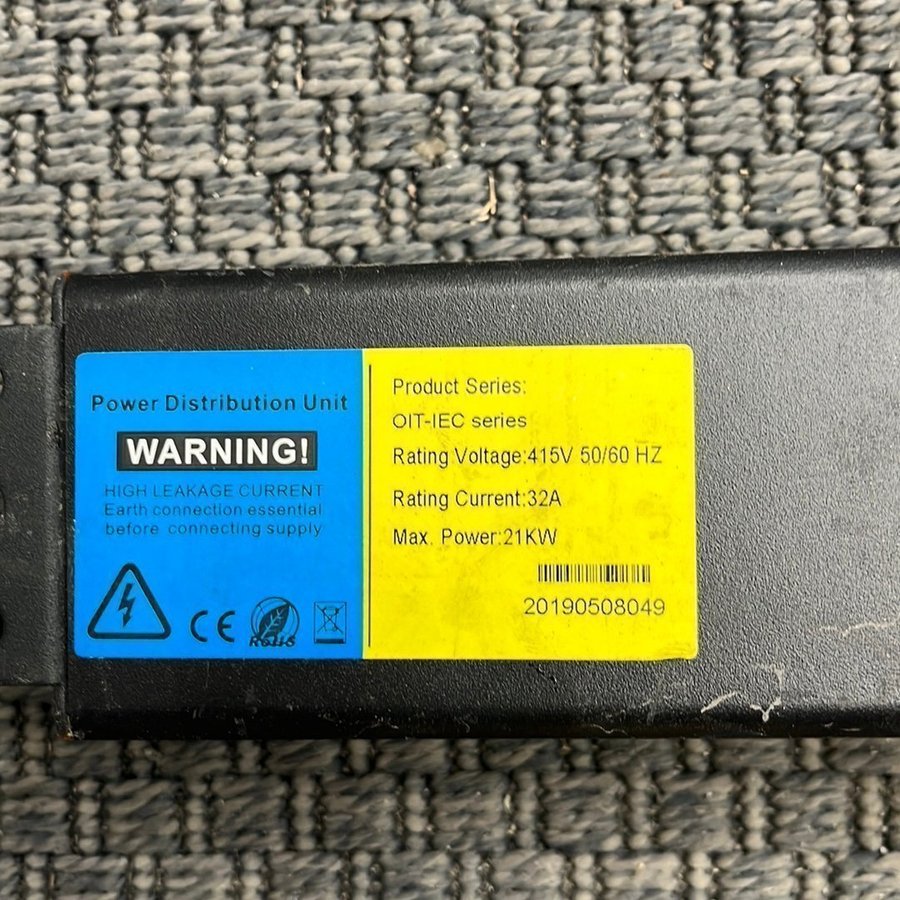 Power Distribution Unit
WARNING!
HIGH LEAKAGE CURRENT
Earth connection essential
before connecting supply
CE
RoHS
Product Series:
OIT-IEC series
Rating Voltage:415V 50/60 HZ
Rating Current:32A
Max. Power:21KW
20190508049